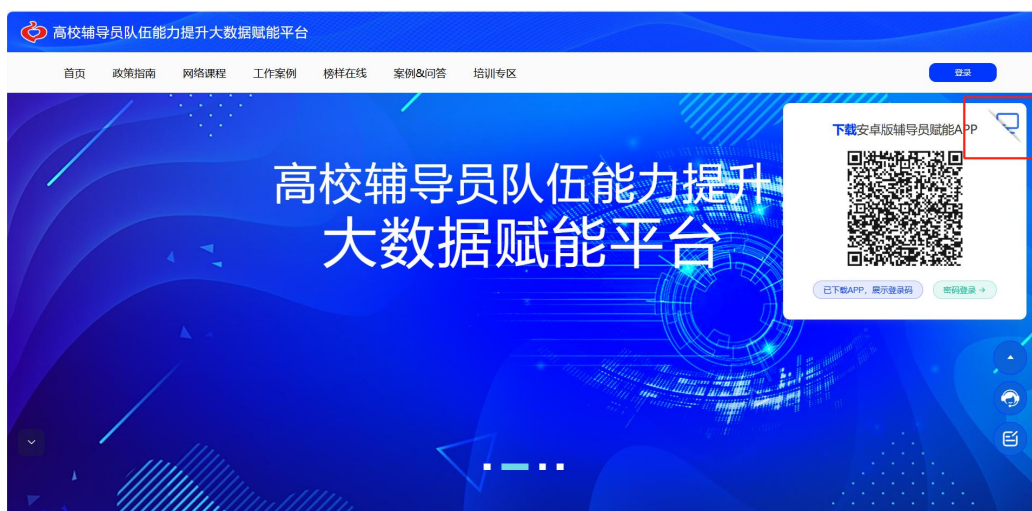 高校辅导员队伍能力提升大数据赋能平台
首页 政策指南 网络课程 工作案例 榜样在线 案例&问答 培训专区 登录
下载安卓版辅导员赋能APP
高校辅导员队伍能力提升
大数据赋能平台
已下载APP，展示登录码 密码登录 →